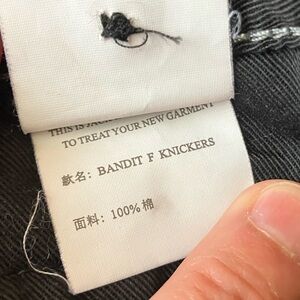 THIS IS
TO TREAT YOUR NEW GARMENT
款名: BANDIT F KNICKERS
面料: 100% 棉